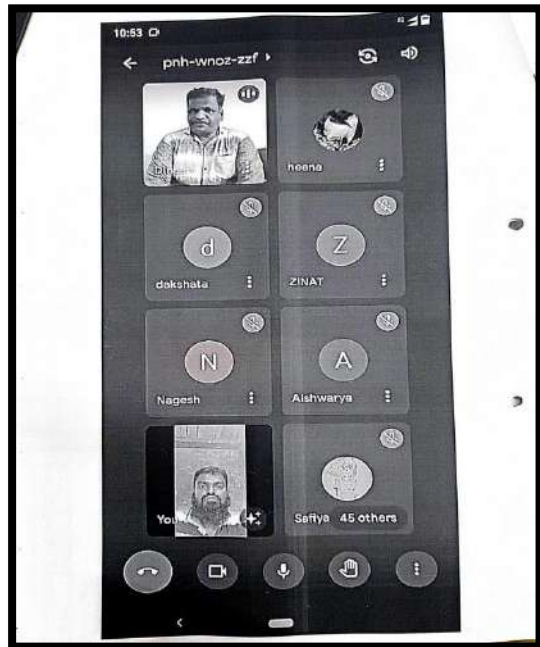 10:53
pnh-wnoz-zzf
heena
dakshata
ZINAT
Nagesh
Aishwarya
You
Safiya 45 others
d
Z
N
A